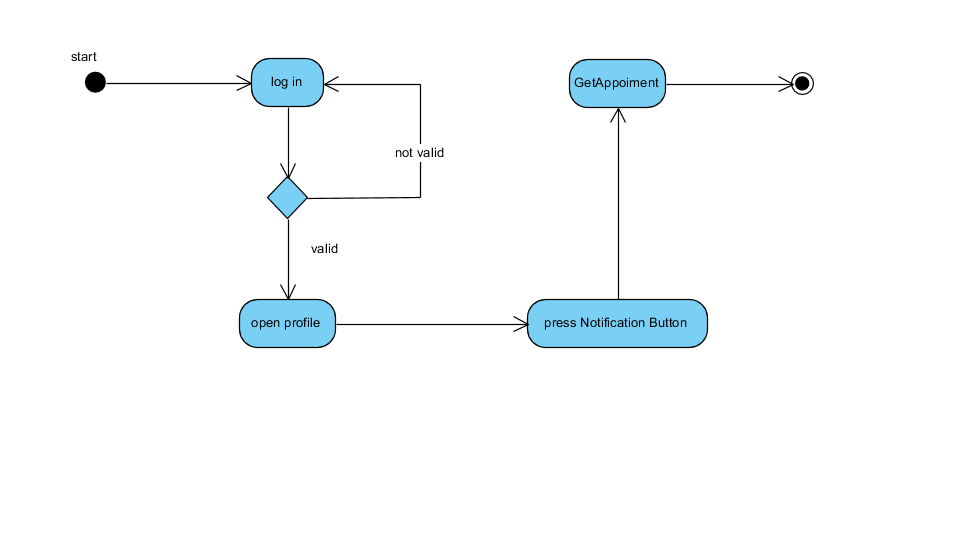 start
log in
GetAppoiment
not valid
valid
open profile
press Notification Button